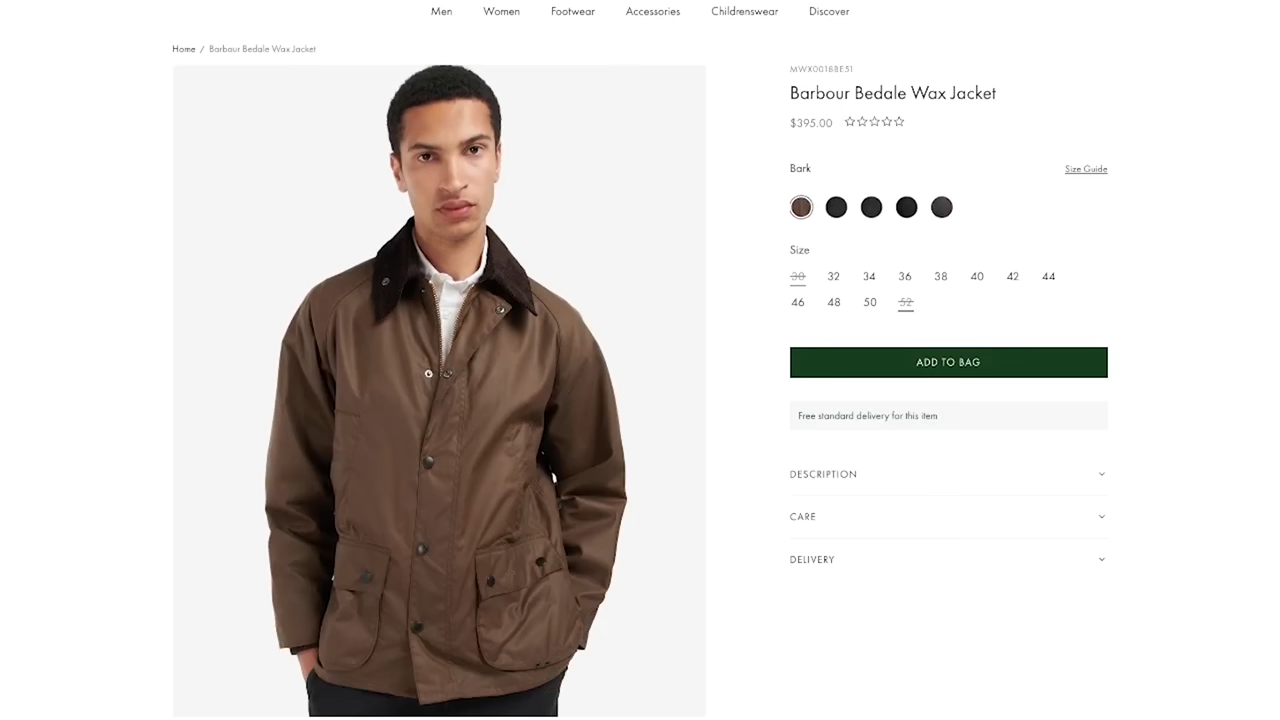 Men Women Footwear Accessories Childrenswear Discover
Home / Barbour Bedale Wax Jacket
MWX0018BE51
Barbour Bedale Wax Jacket
$395.00
Bark Size Guide
Size
30 32 34 36 38 40 42 44
46 48 50 52
ADD TO BAG
Free standard delivery for this item
DESCRIPTION
CARE
DELIVERY